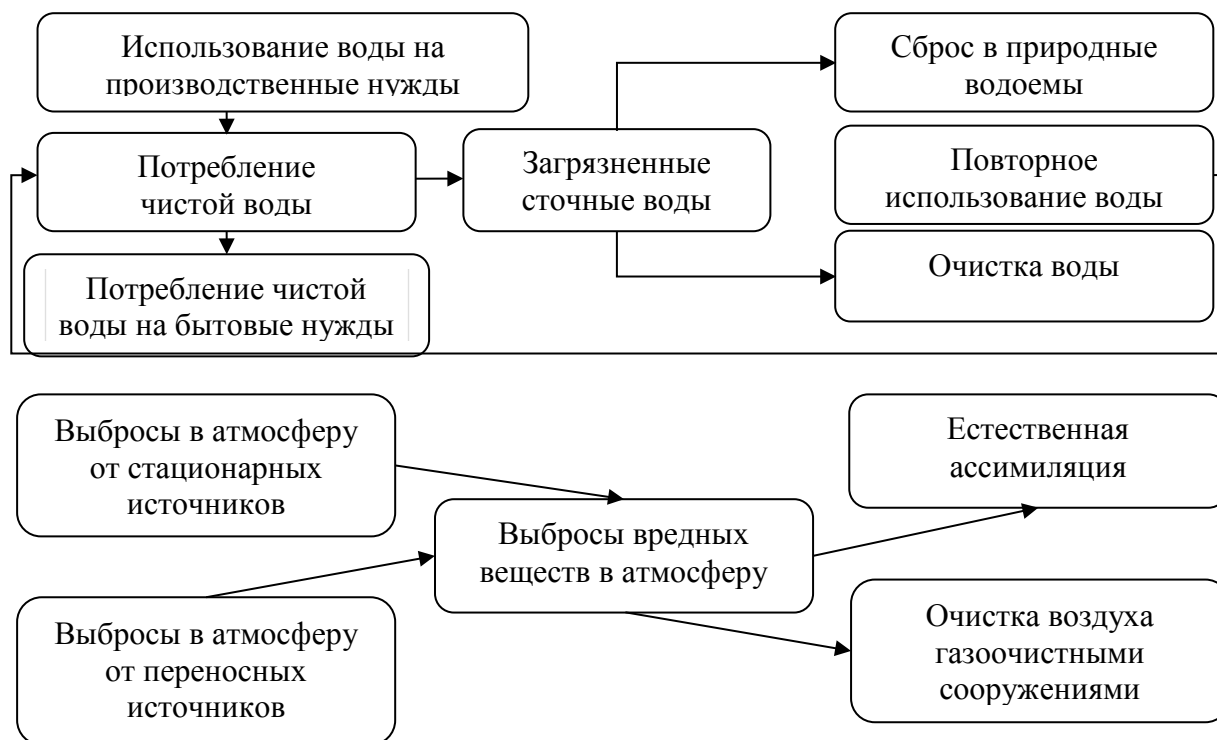 Использование воды на
производственные нужды
Сброс в природные
водоемы
Потребление
чистой воды
Загрязненные
сточные воды
Повторное
использование воды
Потребление чистой
воды на бытовые нужды
Очистка воды
Выбросы в атмосферу
от стационарных
источников
Естественная
ассимиляция
Выбросы вредных
веществ в атмосферу
Выбросы в атмосферу
от переносных
источников
Очистка воздуха
газоочистными
сооружениями